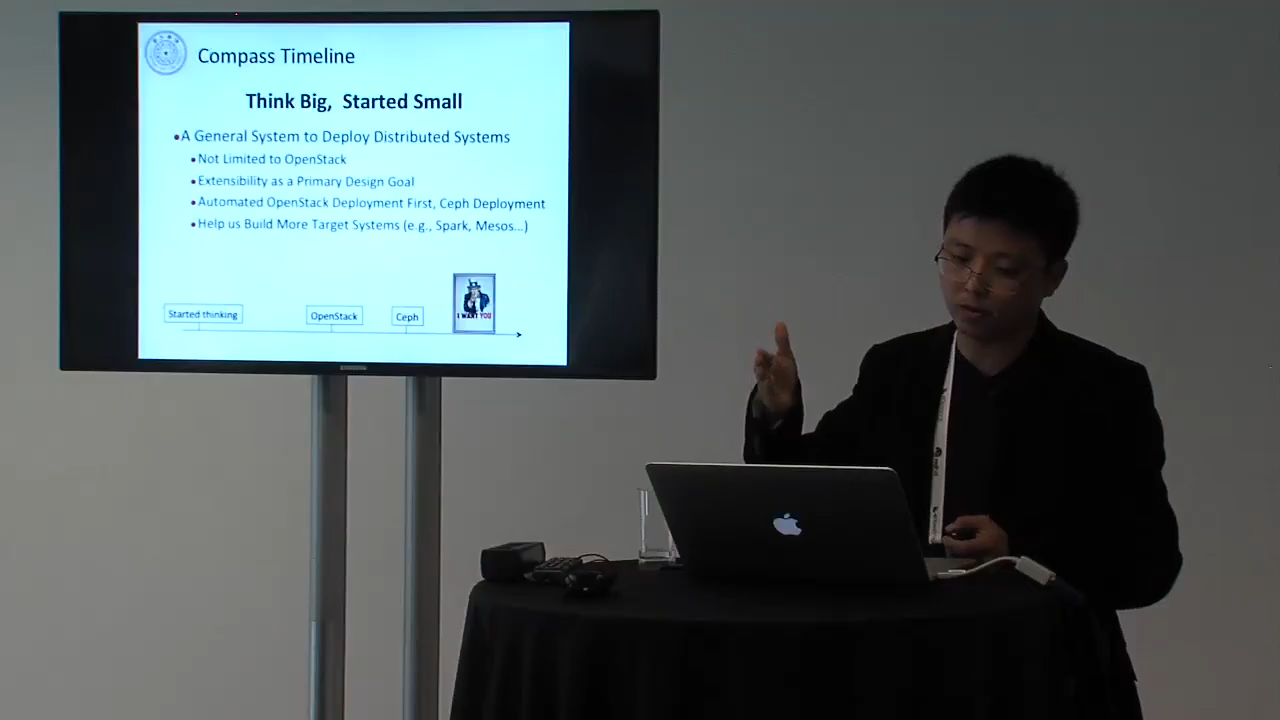 Compass Timeline
Think Big, Started Small
•A General System to Deploy Distributed Systems
•Not Limited to OpenStack
•Extensibility as a Primary Design Goal
•Automated OpenStack Deployment First, Ceph Deployment
•Help us Build More Target Systems (e.g., Spark, Mesos...)
Started thinking
OpenStack
Ceph
I WANT YOU